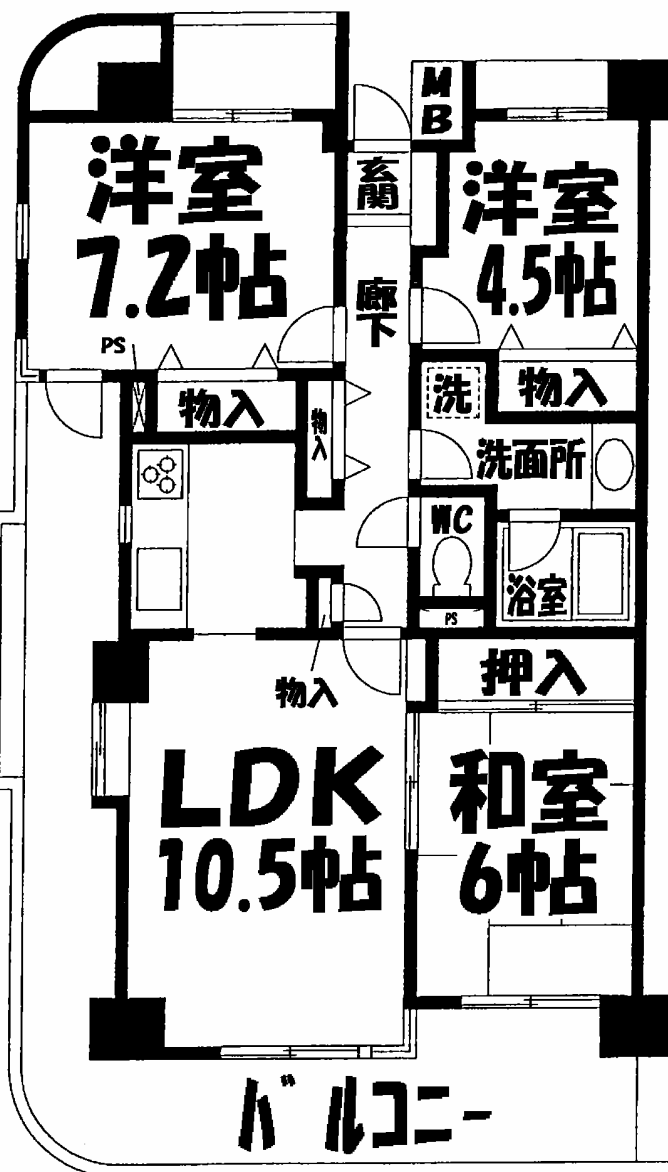 MB
洋室
7.2帖
玄関
洋室
4.5帖
廊下
PS
物入
物入
洗
物入
洗面所
WC
浴室
PS
物入
押入
LDK
10.5帖
和室
6帖
バルコニー